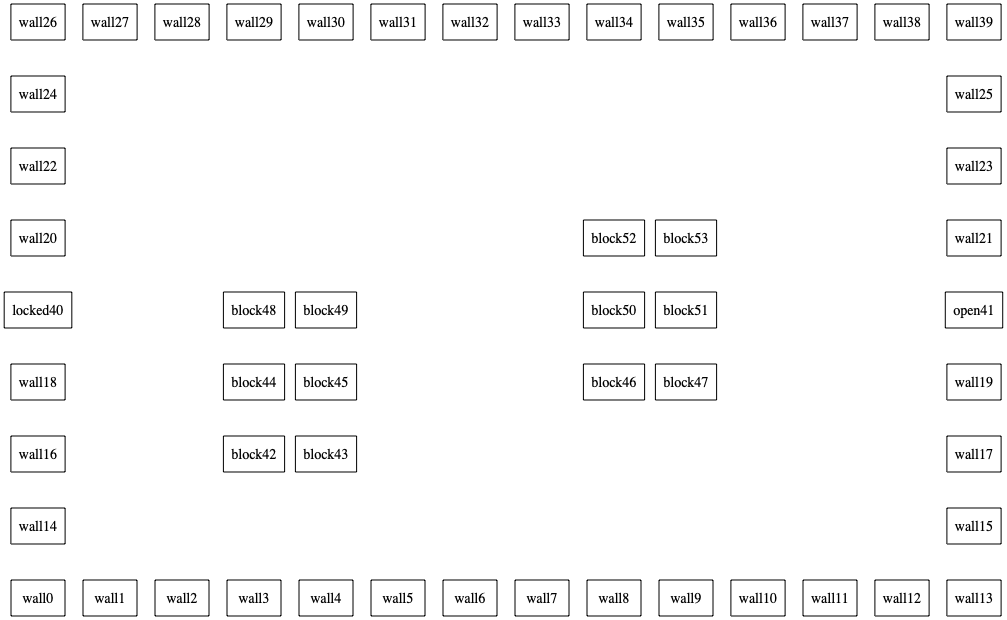 wall26 wall27 wall28 wall29 wall30 wall31 wall32 wall33 wall34 wall35 wall36 wall37 wall38 wall39
wall24 wall25
wall22 wall23
wall20 block52 block53 wall21
locked40 block48 block49 block50 block51 open41
wall18 block44 block45 block46 block47 wall19
wall16 block42 block43 wall17
wall14 wall15
wall0 wall1 wall2 wall3 wall4 wall5 wall6 wall7 wall8 wall9 wall10 wall11 wall12 wall13